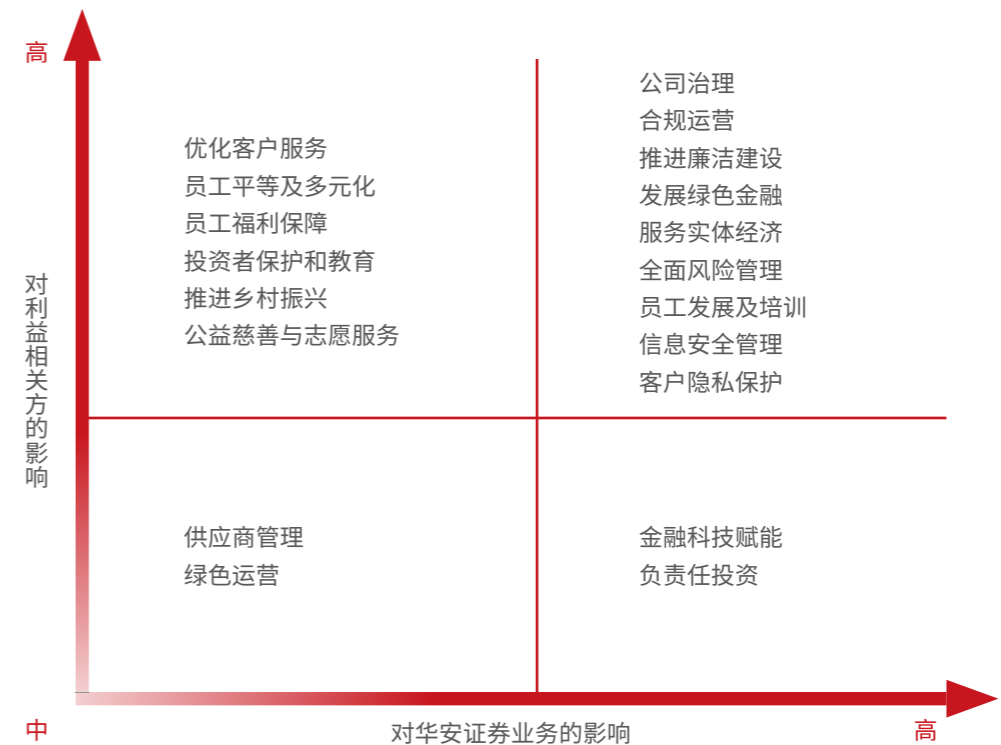 高
对利益相关方的影响
优化客户服务
员工平等及多元化
员工福利保障
投资者保护和教育
推进乡村振兴
公益慈善与志愿服务
公司治理
合规运营
推进廉洁建设
发展绿色金融
服务实体经济
全面风险管理
员工发展及培训
信息安全管理
客户隐私保护
供应商管理
绿色运营
金融科技赋能
负责任投资
中
对华安证券业务的影响
高